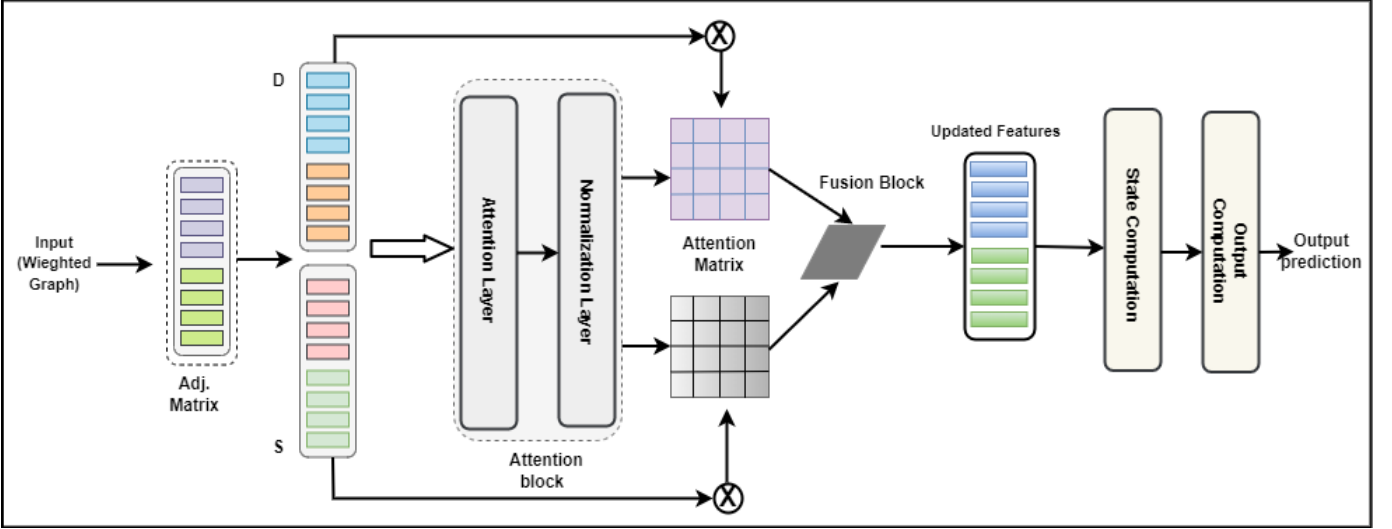 Input
(Wieghted
Graph)
Adj.
Matrix
D
S
Attention Layer
Normalization Layer
Attention
block
X
Attention
Matrix
X
Fusion Block
Updated Features
State Computation
Output
Computation
Output
prediction